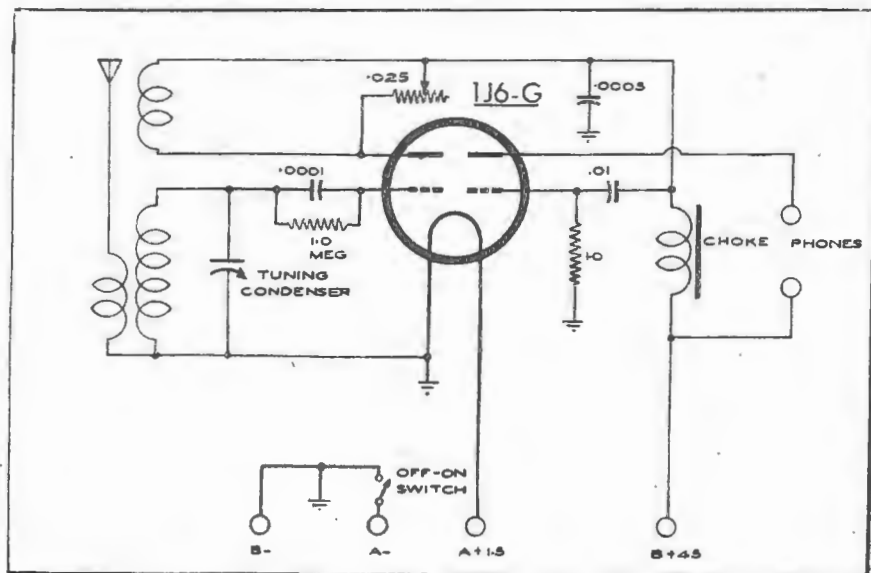 .025
1J6-G
.0005
.0001
.01
1.0
MEG
1.0
TUNING
CONDENSER
CHOKE
PHONES
OFF-ON
SWITCH
B-
A-
A+1.5
B+45